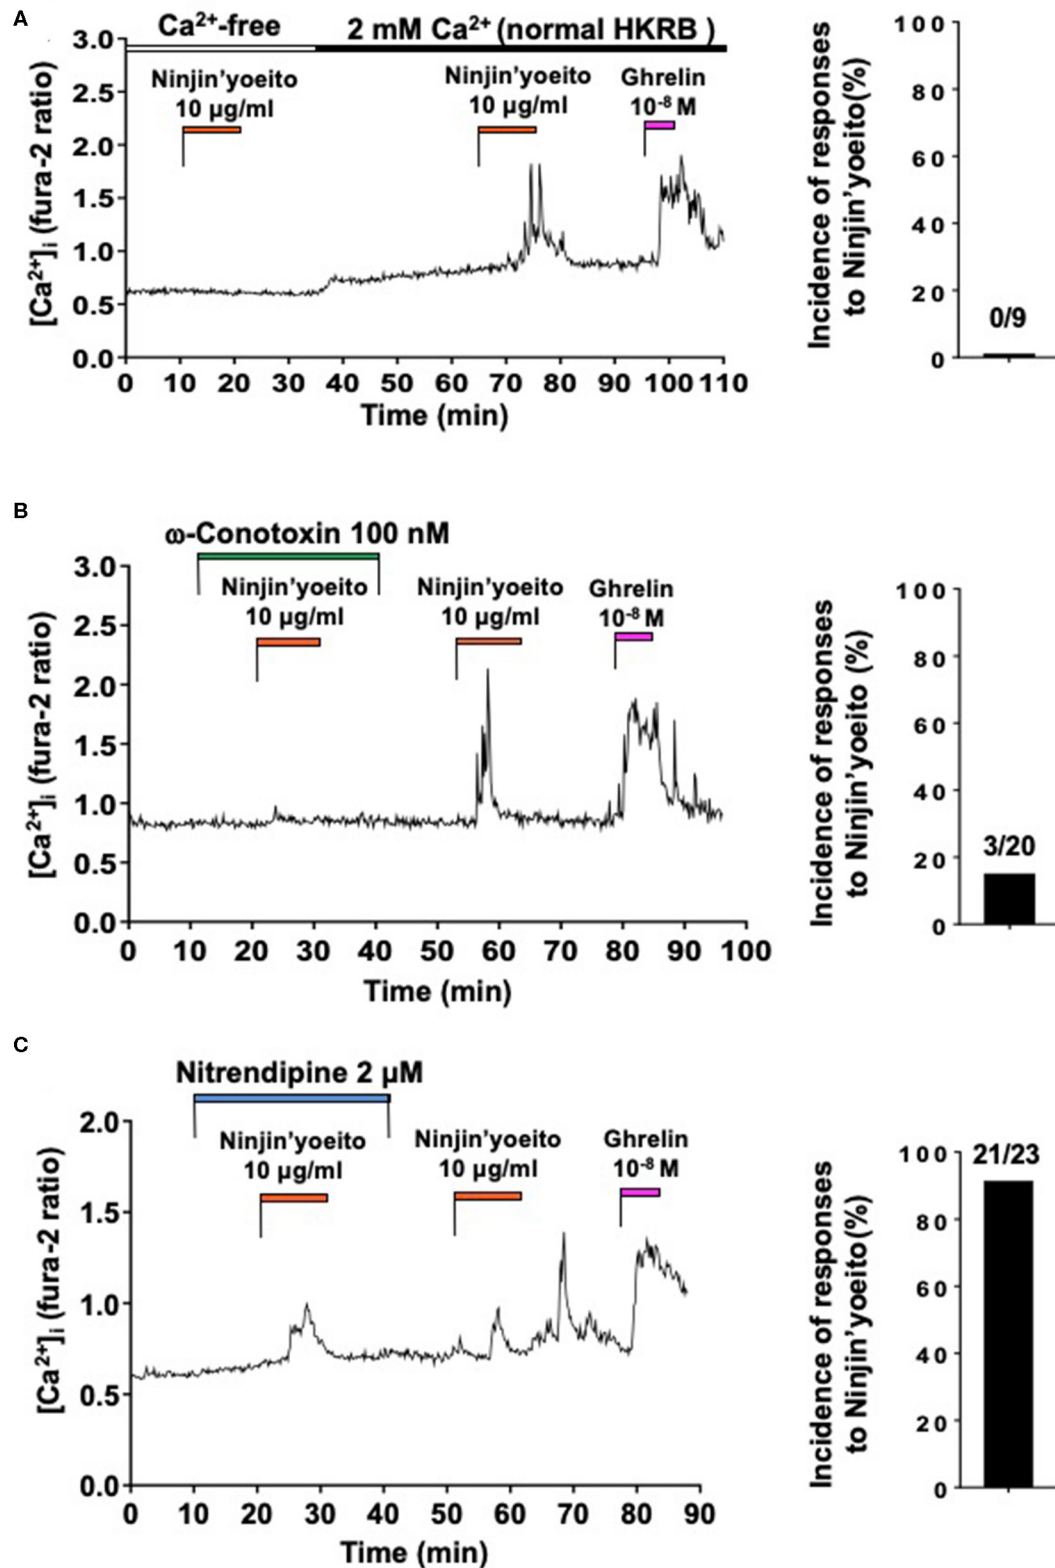 A
Ca²⁺-free
2 mM Ca²⁺ (normal HKRB )
Ninjin'yoeito
10 µg/ml
Ninjin'yoeito
10 µg/ml
Ghrelin
10⁻⁸ M
[Ca²⁺]ᵢ (fura-2 ratio)
3.0
2.5
2.0
1.5
1.0
0.5
0.0
0 10 20 30 40 50 60 70 80 90 100 110
Time (min)
Incidence of responses
to Ninjin'yoeito(%)
100
80
60
40
20
0
0/9
B
ω-Conotoxin 100 nM
Ninjin'yoeito
10 µg/ml
Ninjin'yoeito
10 µg/ml
Ghrelin
10⁻⁸ M
[Ca²⁺]ᵢ (fura-2 ratio)
3.0
2.5
2.0
1.5
1.0
0.5
0.0
0 10 20 30 40 50 60 70 80 90 100
Time (min)
Incidence of responses
to Ninjin'yoeito (%)
100
80
60
40
20
0
3/20
C
Nitrendipine 2 µM
Ninjin'yoeito
10 µg/ml
Ninjin'yoeito
10 µg/ml
Ghrelin
10⁻⁸ M
[Ca²⁺]ᵢ (fura-2 ratio)
2.0
1.5
1.0
0.5
0.0
0 10 20 30 40 50 60 70 80 90
Time (min)
Incidence of responses
to Ninjin'yoeito(%)
100
80
60
40
20
0
21/23